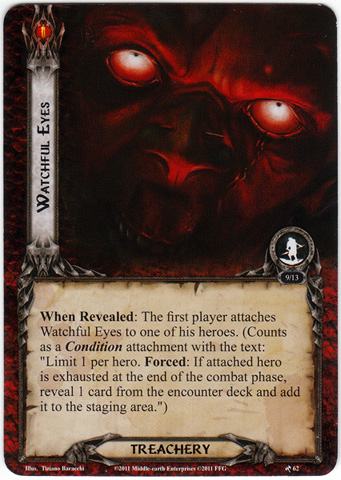 WATCHFUL EYES
9/13
When Revealed: The first player attaches
Watchful Eyes to one of his heroes. (Counts
as a Condition attachment with the text:
"Limit 1 per hero. Forced: If attached hero
is exhausted at the end of the combat phase,
reveal 1 card from the encounter deck and add
it to the staging area.")
TREACHERY
Illus. Tiziano Baracchi ©2011 Middle-earth Enterprises ©2011 FFG 62